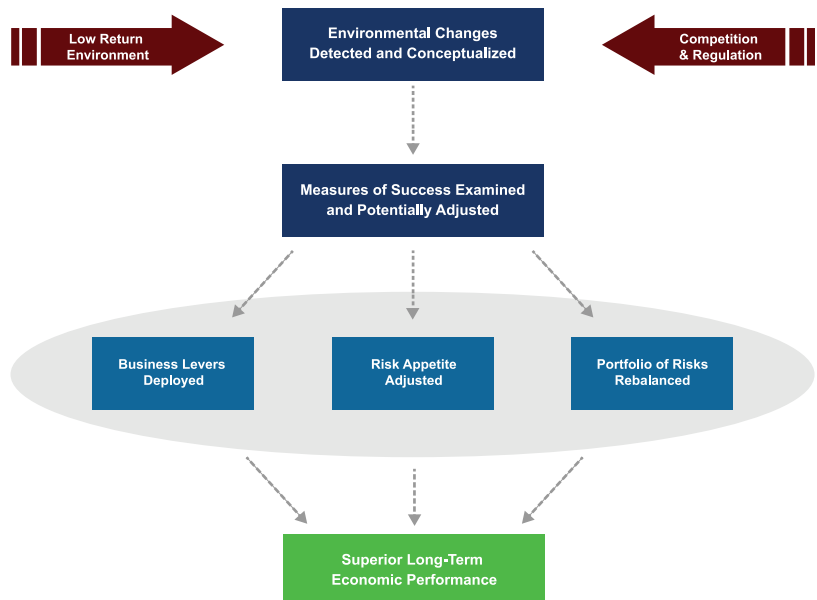 Low Return
Environment
Environmental Changes
Detected and Conceptualized
Competition
& Regulation
Measures of Success Examined
and Potentially Adjusted
Business Levers
Deployed
Risk Appetite
Adjusted
Portfolio of Risks
Rebalanced
Superior Long-Term
Economic Performance